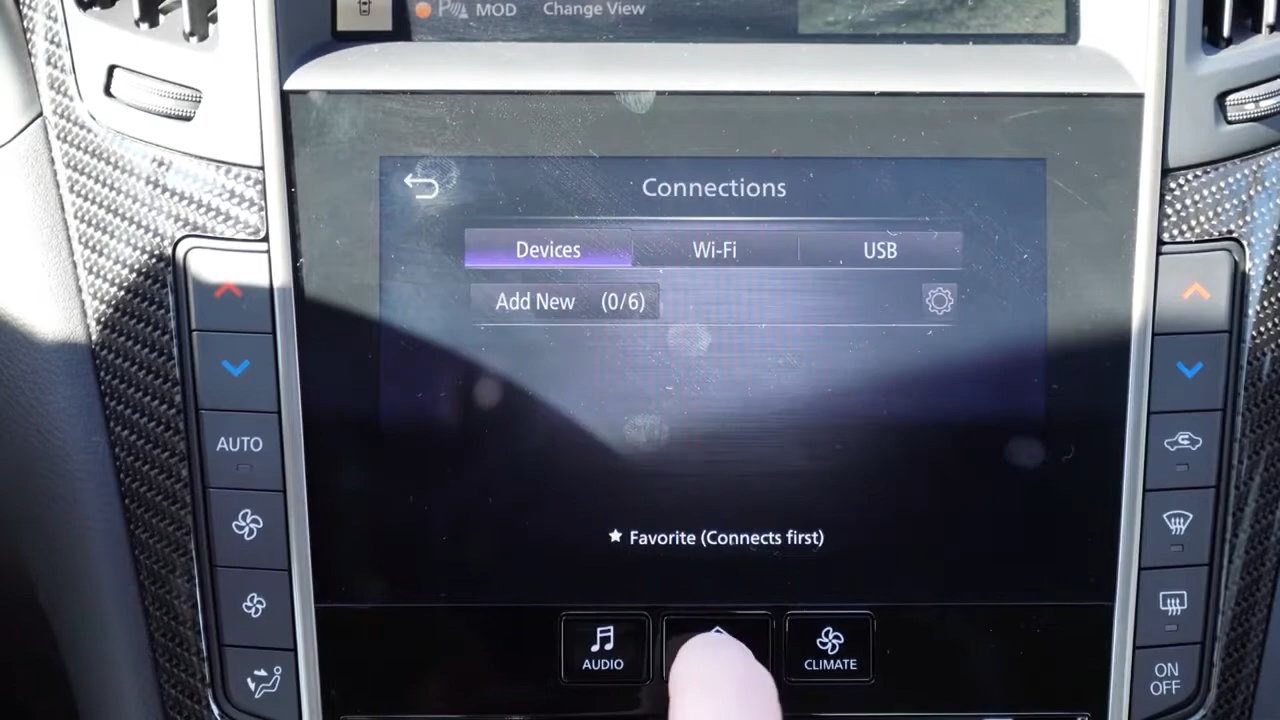 MOD Change View
Connections
Devices Wi-Fi USB
Add New (0/6)
AUTO
★ Favorite (Connects first)
AUDIO
CLIMATE
ON
OFF